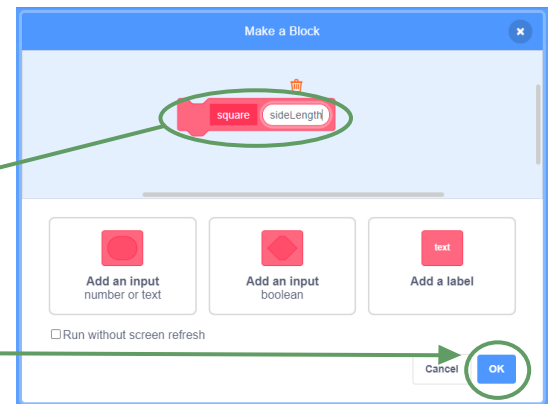 Make a Block
square sideLength
text
Add an input
number or text
Add an input
boolean
Add a label
Run without screen refresh
Cancel OK